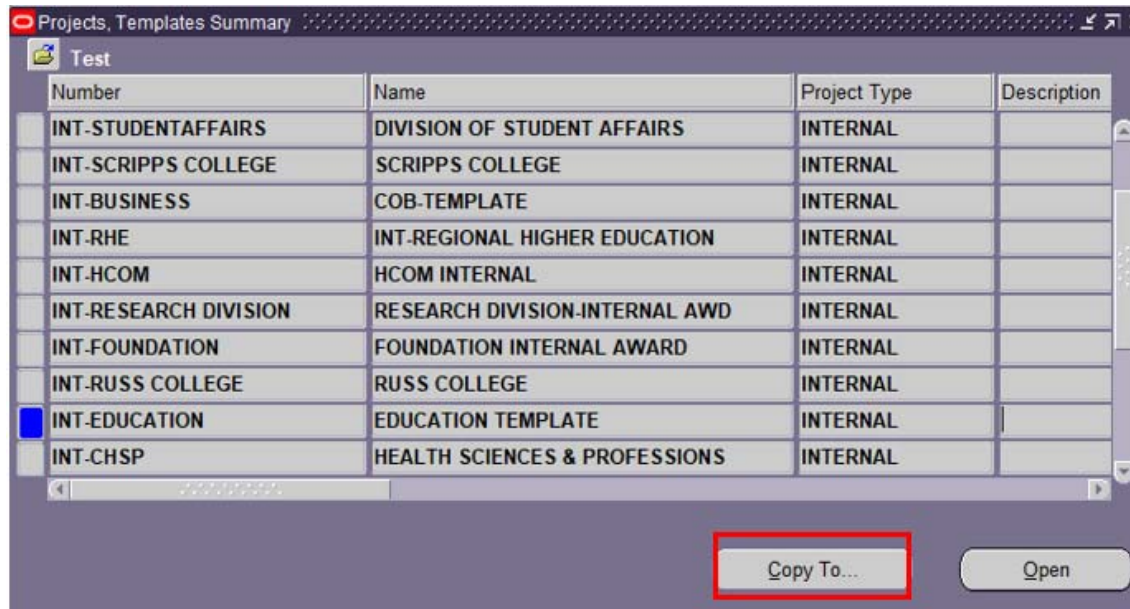 Projects, Templates Summary
Test
Number Name Project Type Description
INT-STUDENTAFFAIRS DIVISION OF STUDENT AFFAIRS INTERNAL
INT-SCRIPPS COLLEGE SCRIPPS COLLEGE INTERNAL
INT-BUSINESS COB-TEMPLATE INTERNAL
INT-RHE INT-REGIONAL HIGHER EDUCATION INTERNAL
INT-HCOM HCOM INTERNAL INTERNAL
INT-RESEARCH DIVISION RESEARCH DIVISION-INTERNAL AWD INTERNAL
INT-FOUNDATION FOUNDATION INTERNAL AWARD INTERNAL
INT-RUSS COLLEGE RUSS COLLEGE INTERNAL
INT-EDUCATION EDUCATION TEMPLATE INTERNAL
INT-CHSP HEALTH SCIENCES & PROFESSIONS INTERNAL
Copy To... Open